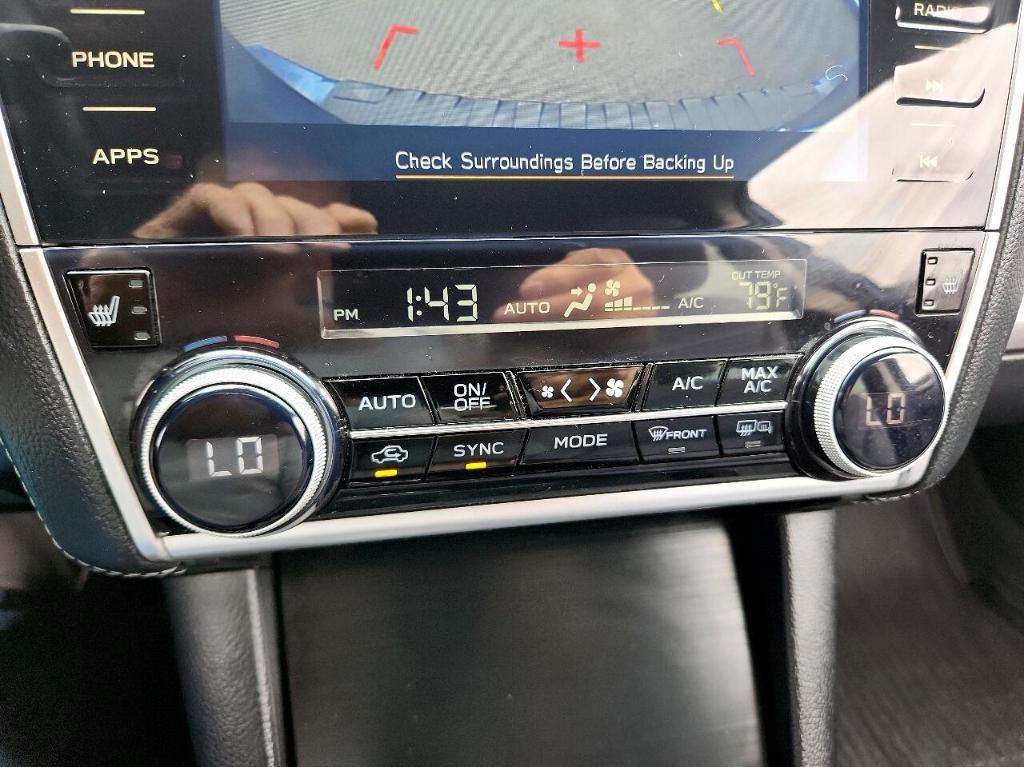 PHONE
APPS
RADIO
Check Surroundings Before Backing Up
PM 1:43 AUTO A/C OUT TEMP 79°F
LO
AUTO ON/OFF A/C MAX A/C
SYNC MODE FRONT
LO